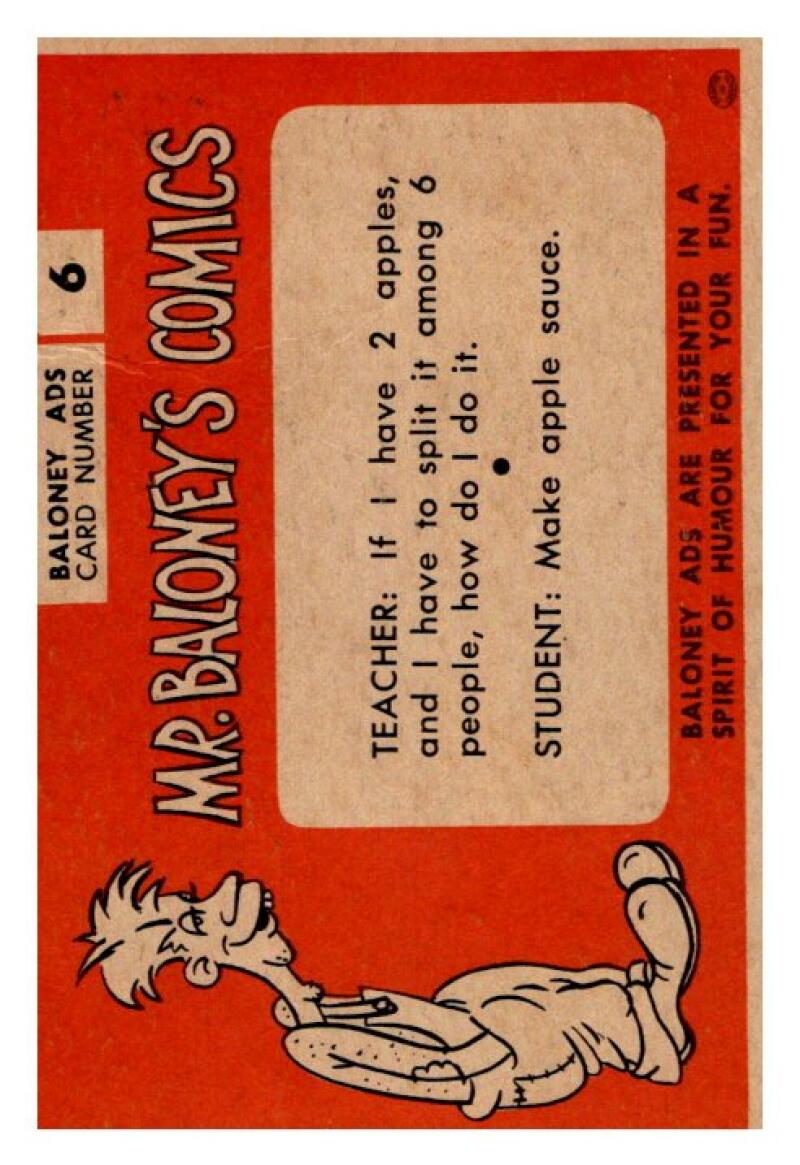 BALONEY ADS
CARD NUMBER
6
MR. BALONEY'S COMICS
TEACHER: If I have 2 apples,
and I have to split it among 6
people, how do I do it.
STUDENT: Make apple sauce.
BALONEY ADS ARE PRESENTED IN A
SPIRIT OF HUMOUR FOR YOUR FUN.